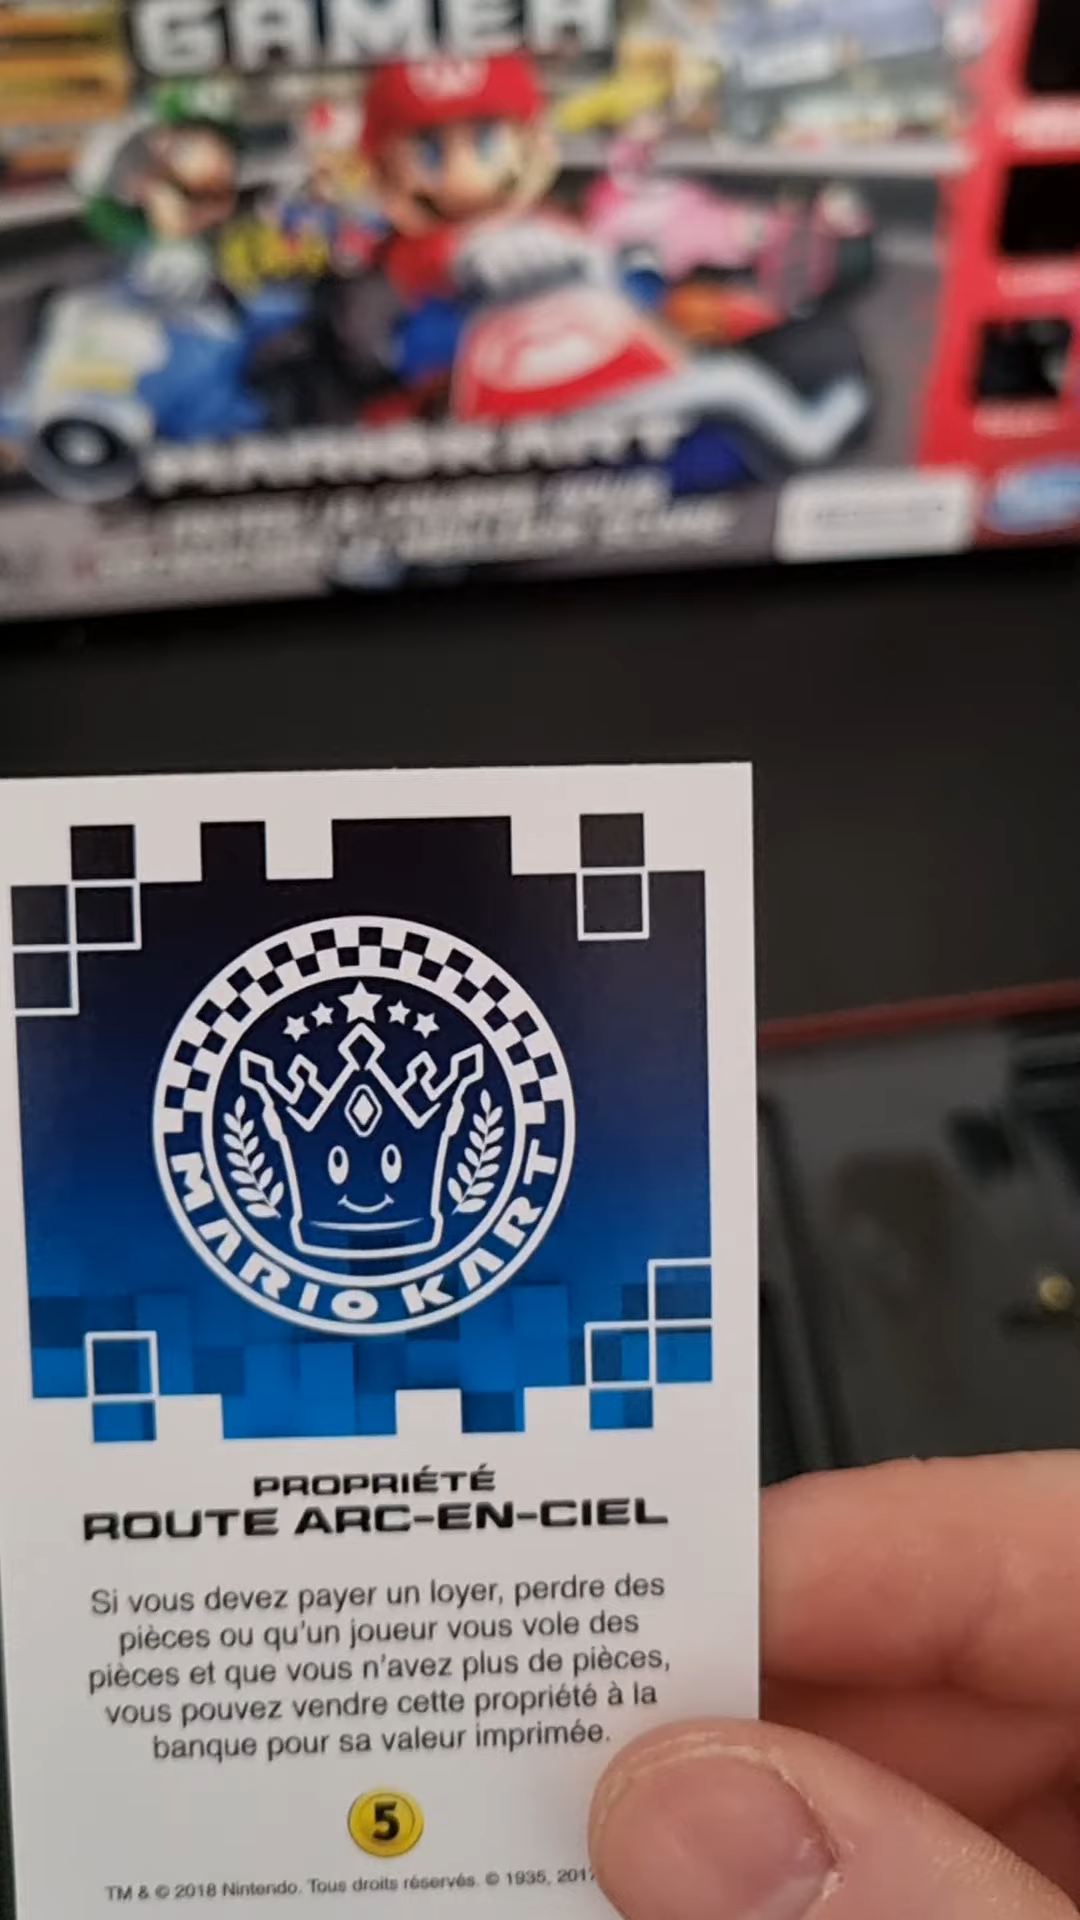 GAMER
MARIOKART
MARIO KART
PROPRIÉTÉ
ROUTE ARC-EN-CIEL
Si vous devez payer un loyer, perdre des
pièces ou qu'un joueur vous vole des
pièces et que vous n'avez plus de pièces,
vous pouvez vendre cette propriété à la
banque pour sa valeur imprimée.
5
TM & © 2018 Nintendo. Tous droits réservés. © 1935, 2017